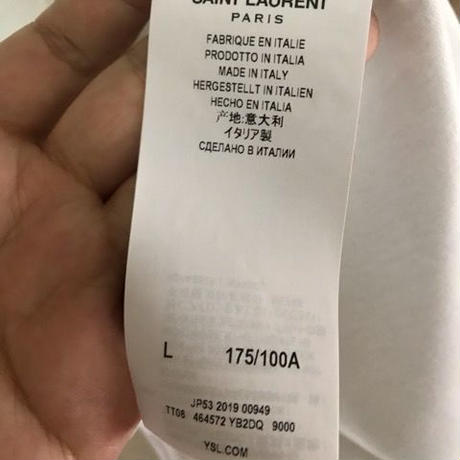 SAINT LAURENT
PARIS
FABRIQUE EN ITALIE
PRODOTTO IN ITALIA
MADE IN ITALY
HERGESTELLT IN ITALIEN
HECHO EN ITALIA
产地:意大利
イタリア製
СДЕЛАНО В ИТАЛИИ
L 175/100A
JP53 2019 00949
TT08 464572 YB2DQ 9000
YSL.COM